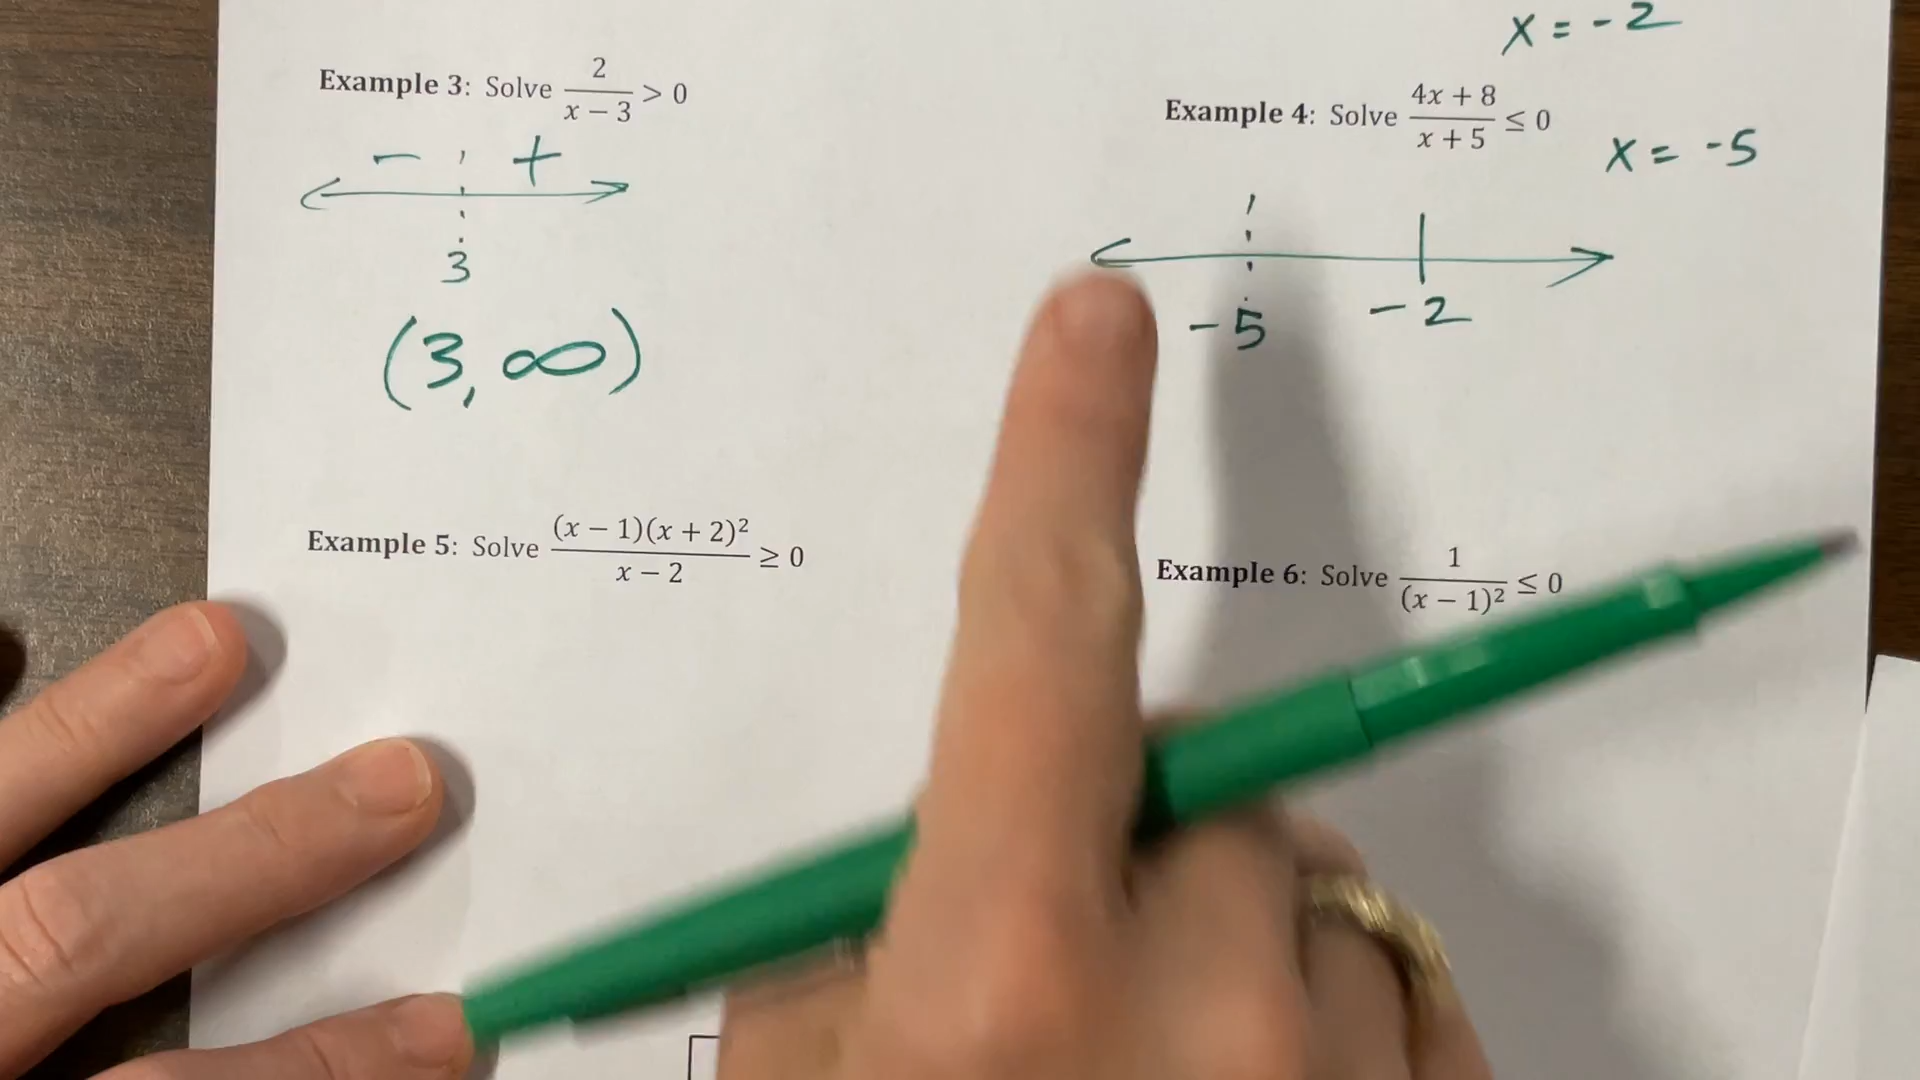 x = -2
Example 3: Solve 2/(x − 3) > 0
- +
3
(3, ∞)
Example 4: Solve (4x + 8)/(x + 5) ≤ 0
x = -5
-5 -2
Example 5: Solve (x − 1)(x + 2)²/(x − 2) ≥ 0
Example 6: Solve 1/(x − 1)² ≤ 0